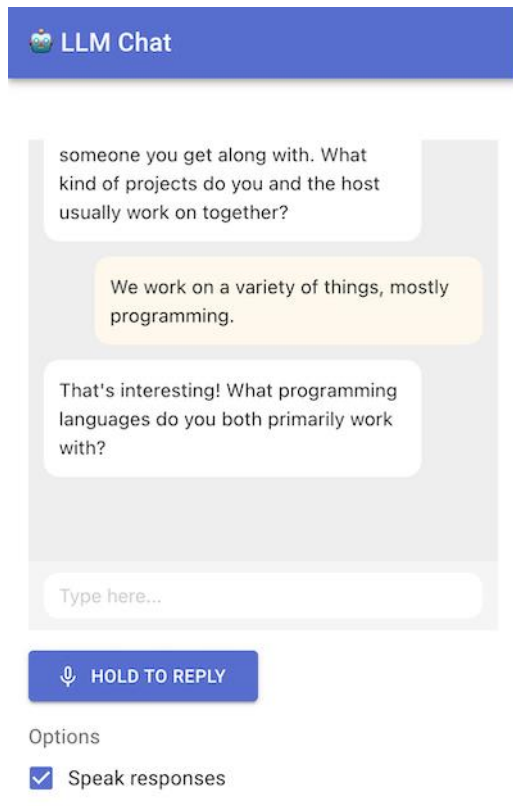 LLM Chat
someone you get along with. What
kind of projects do you and the host
usually work on together?
We work on a variety of things, mostly
programming.
That's interesting! What programming
languages do you both primarily work
with?
Type here...
HOLD TO REPLY
Options
Speak responses